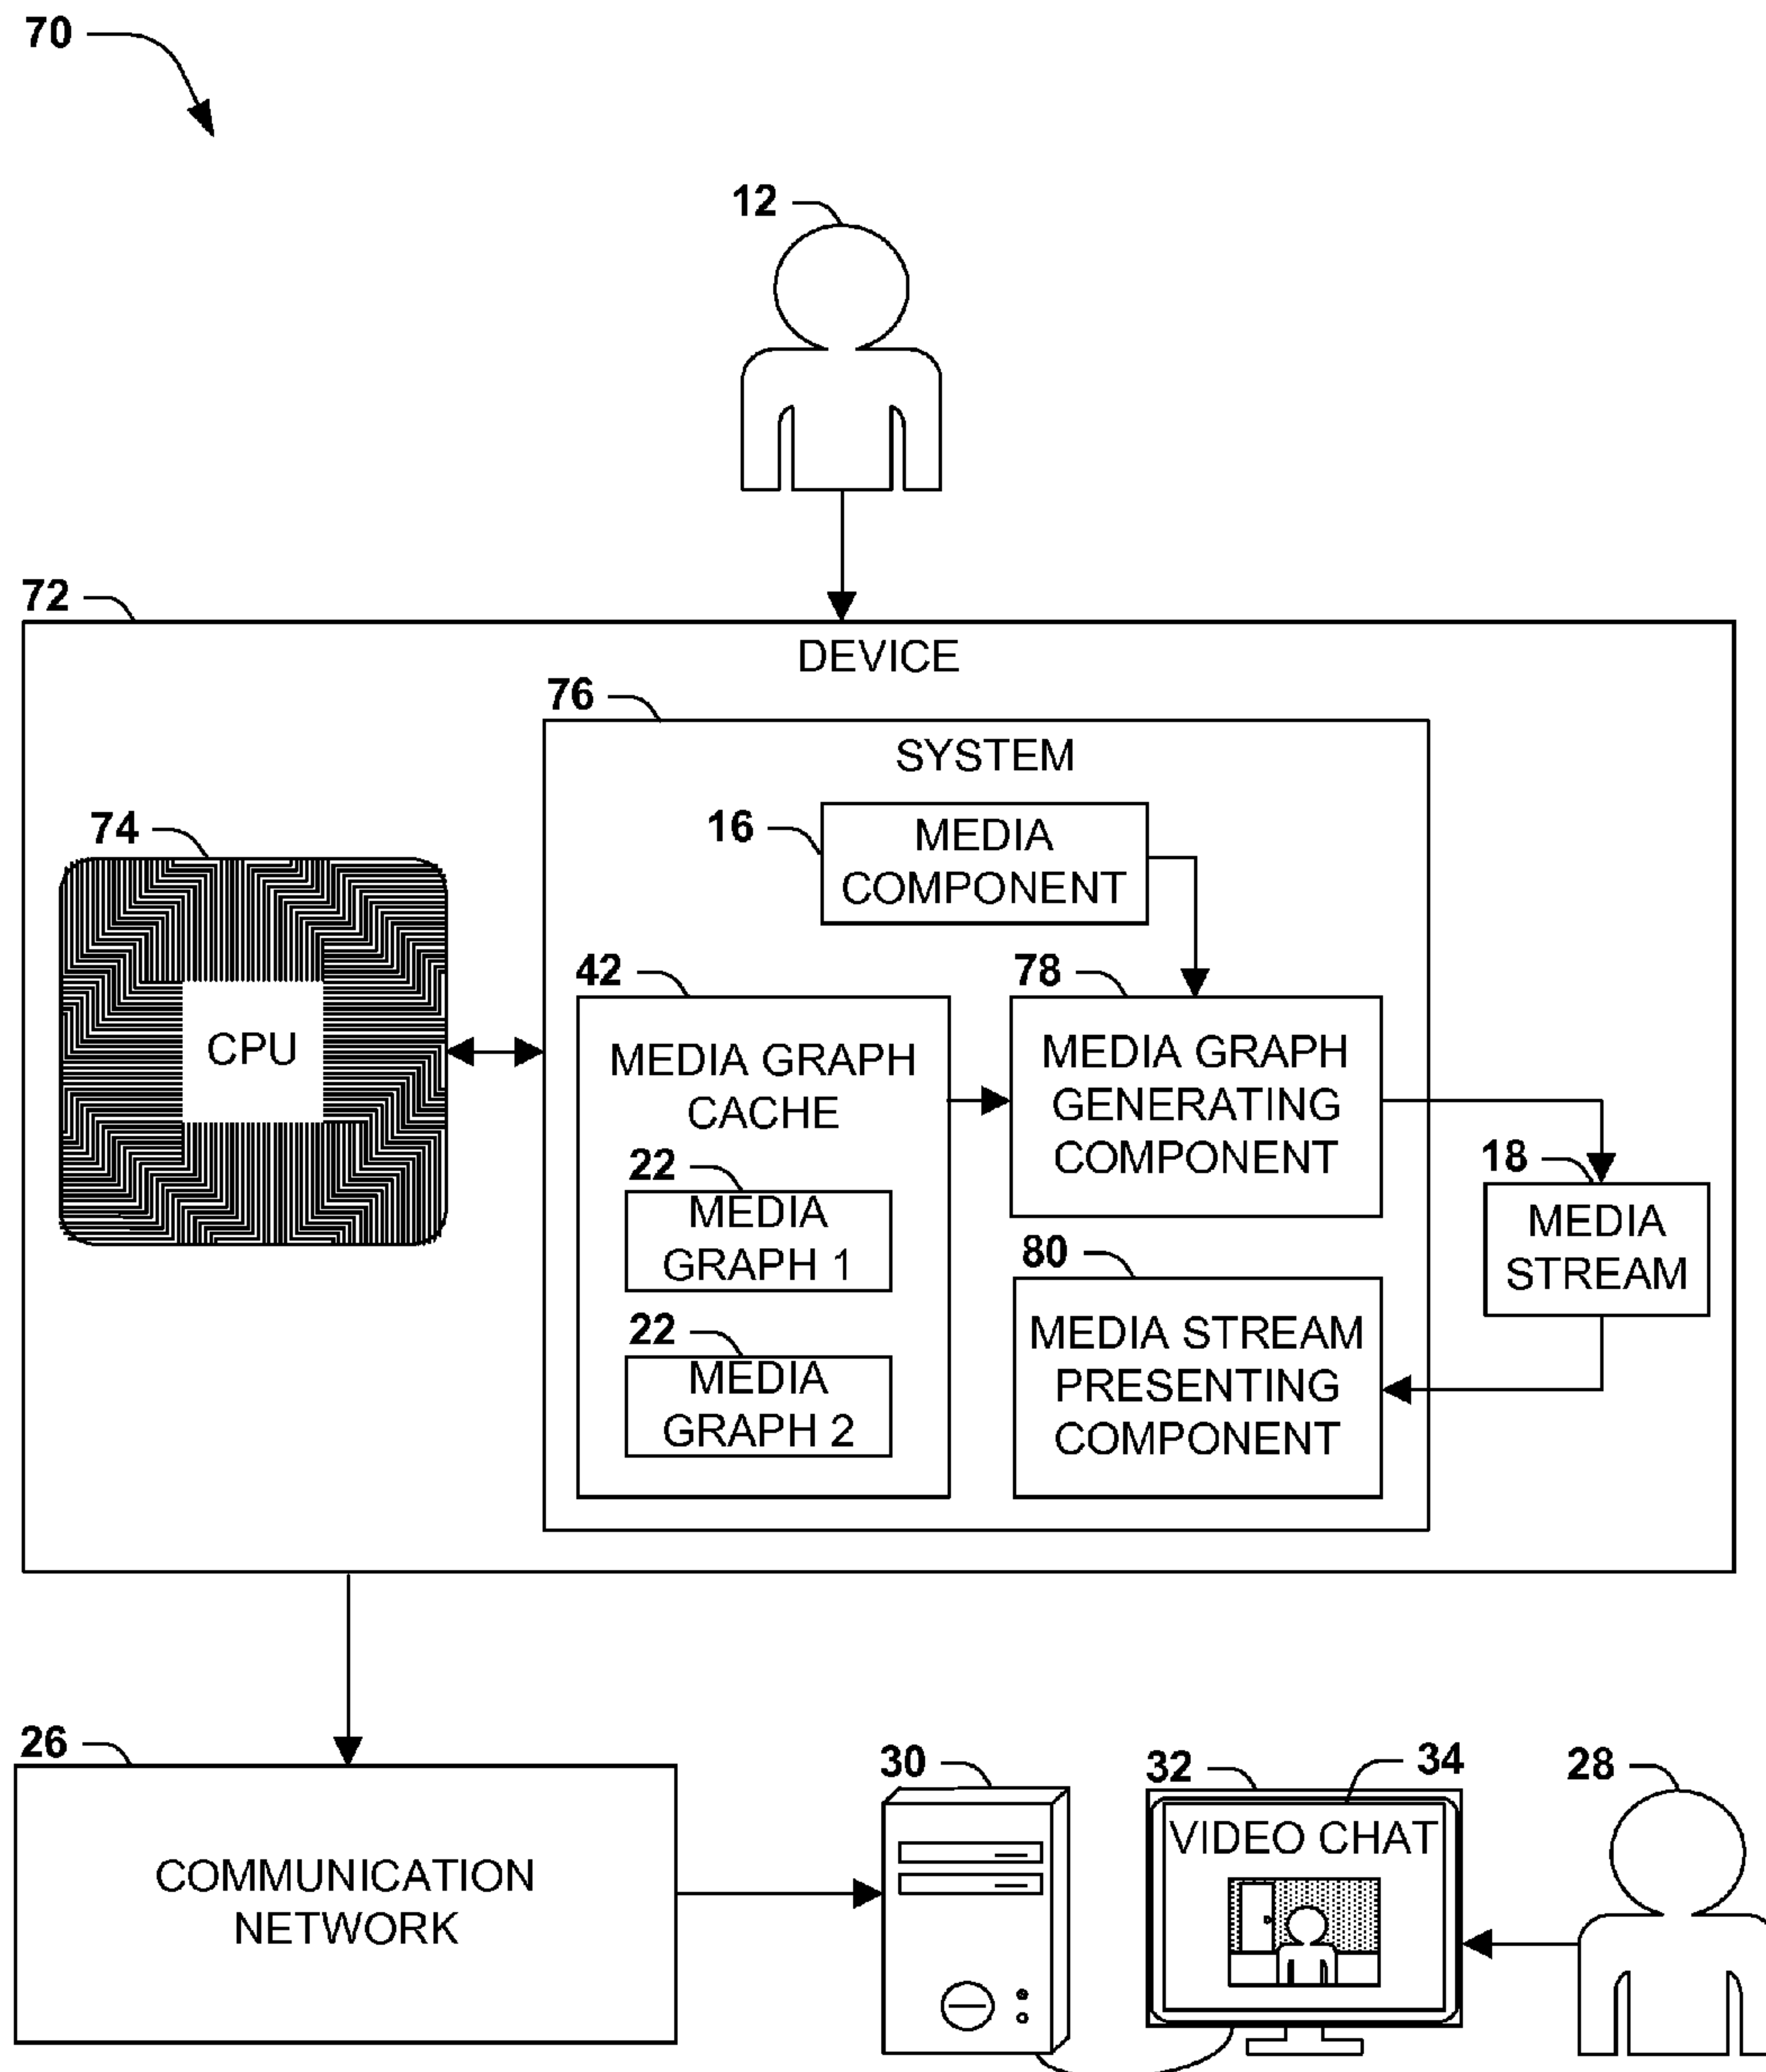 70
12
72
DEVICE
76
SYSTEM
74
16
MEDIA
COMPONENT
42
78
CPU
MEDIA GRAPH
CACHE
MEDIA GRAPH
GENERATING
COMPONENT
22
MEDIA
GRAPH 1
18
MEDIA
STREAM
80
22
MEDIA
GRAPH 2
MEDIA STREAM
PRESENTING
COMPONENT
26
COMMUNICATION
NETWORK
30
32
34
VIDEO CHAT
28